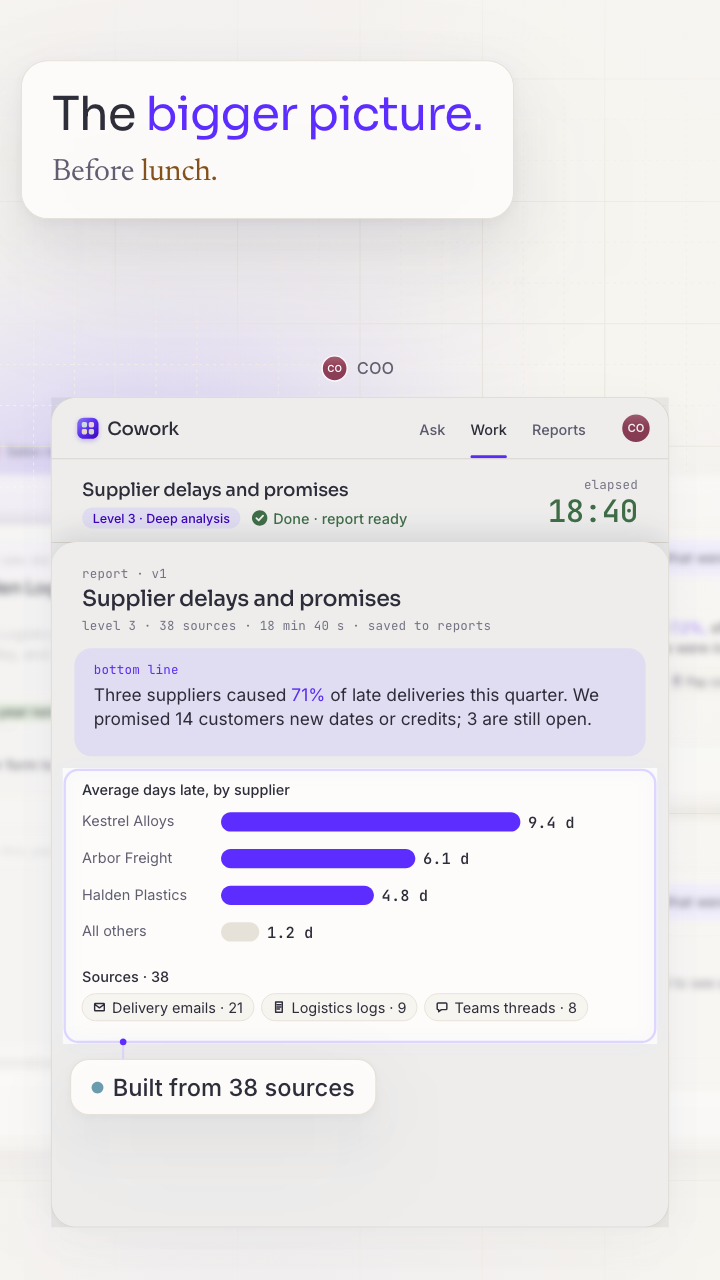 The bigger picture.
Before lunch.
CO COO
Cowork
Ask Work Reports CO
Supplier delays and promises
Level 3 · Deep analysis Done · report ready
elapsed
18:40
report · v1
Supplier delays and promises
level 3 · 38 sources · 18 min 40 s · saved to reports
bottom line
Three suppliers caused 71% of late deliveries this quarter. We
promised 14 customers new dates or credits; 3 are still open.
Average days late, by supplier
Kestrel Alloys 9.4 d
Arbor Freight 6.1 d
Halden Plastics 4.8 d
All others 1.2 d
Sources · 38
Delivery emails · 21 Logistics logs · 9 Teams threads · 8
Built from 38 sources